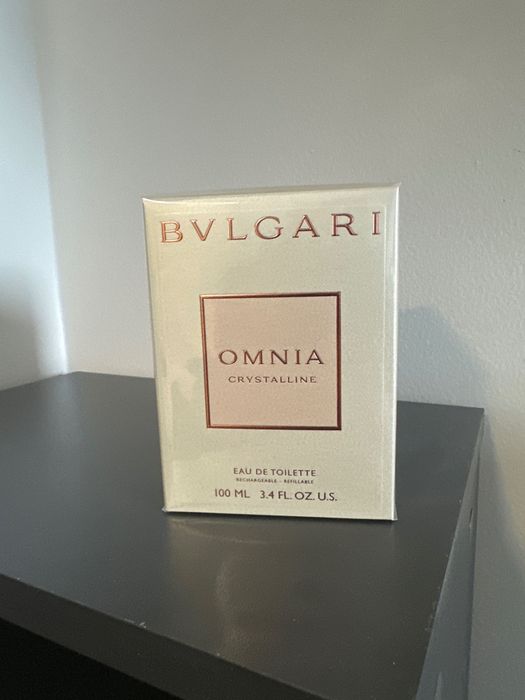 BVLGARI
OMNIA
CRYSTALLINE
EAU DE TOILETTE
RECHARGEABLE - REFILLABLE
100 ML 3.4 FL. OZ. U.S.